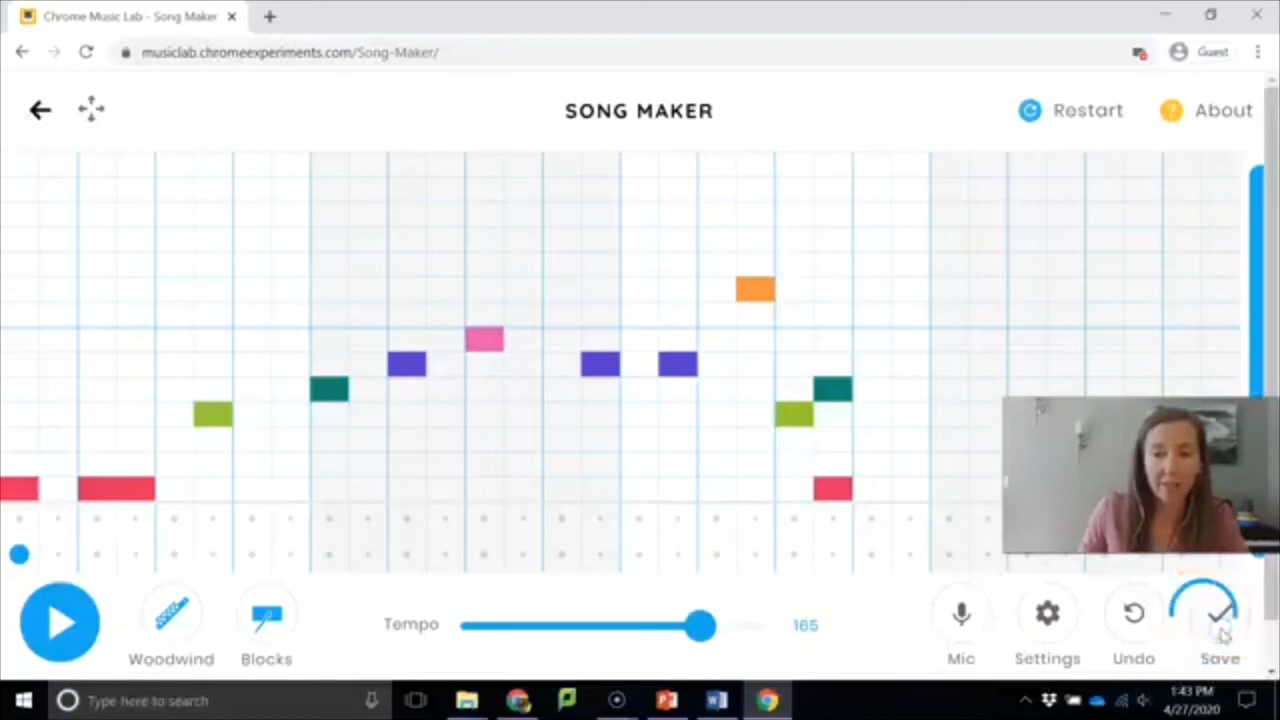 Chrome Music Lab - Song Maker
musiclab.chromeexperiments.com/Song-Maker/
Guest
SONG MAKER
Restart
About
Tempo
165
Woodwind
Blocks
Mic
Settings
Undo
Save
Type here to search
1:43 PM
4/27/2020